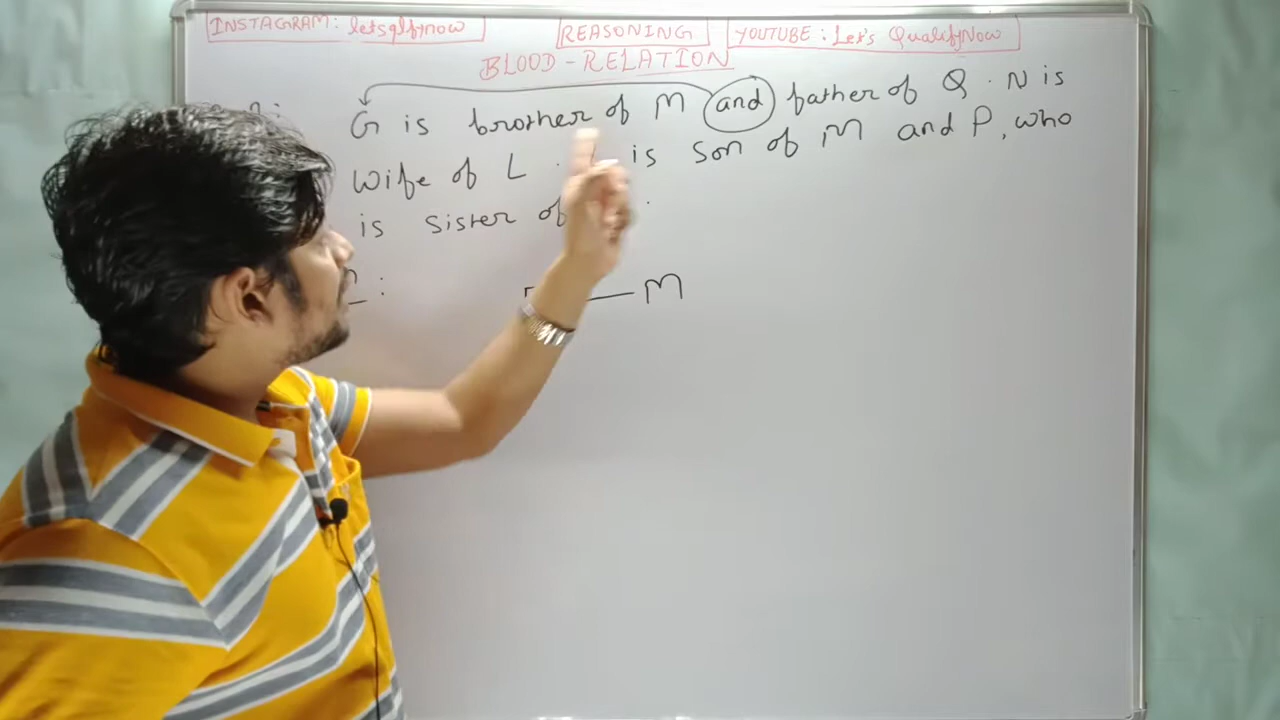 INSTAGRAM: letsqlfynow
REASONING
YOUTUBE : Let's QualifyNow
BLOOD-RELATION
G is brother of M and father of Q. N is
wife of L. is son of M and P, who
is sister of
M